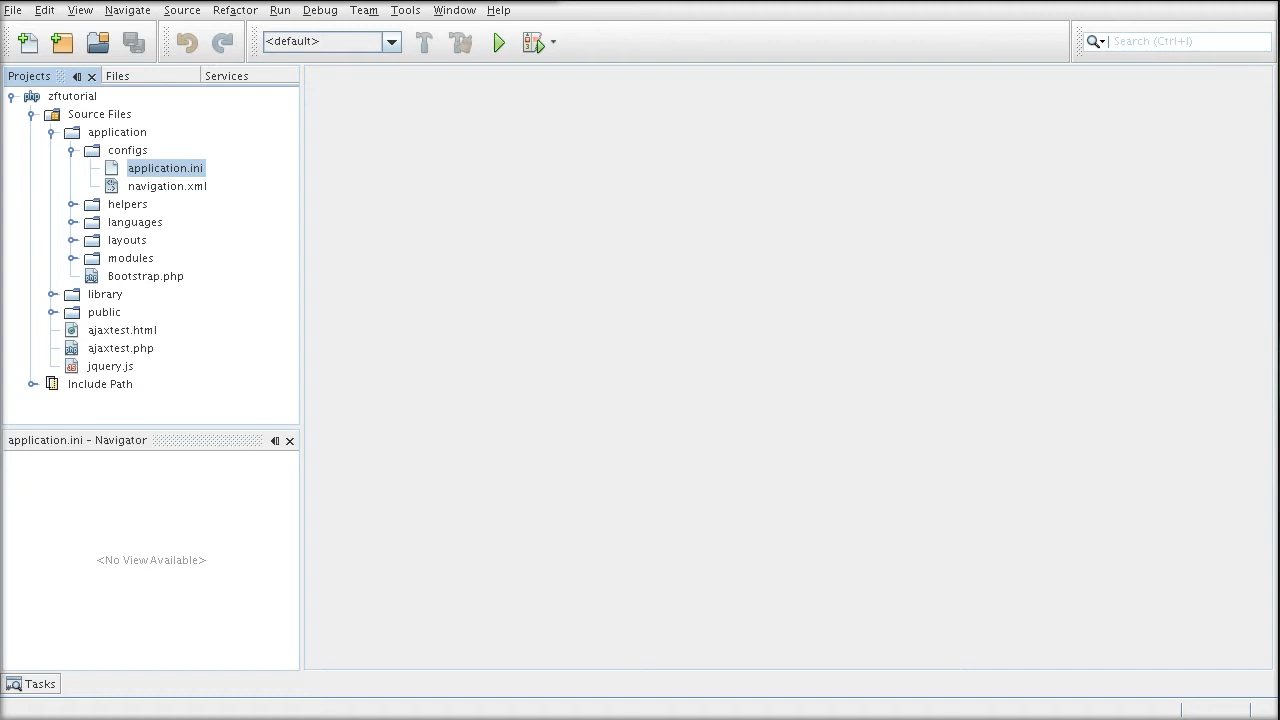 File Edit View Navigate Source Refactor Run Debug Team Tools Window Help
<default>
Search (Ctrl+I)
Projects Files Services
zftutorial
Source Files
application
configs
application.ini
navigation.xml
helpers
languages
layouts
modules
Bootstrap.php
library
public
ajaxtest.html
ajaxtest.php
jquery.js
Include Path
application.ini - Navigator
<No View Available>
Tasks